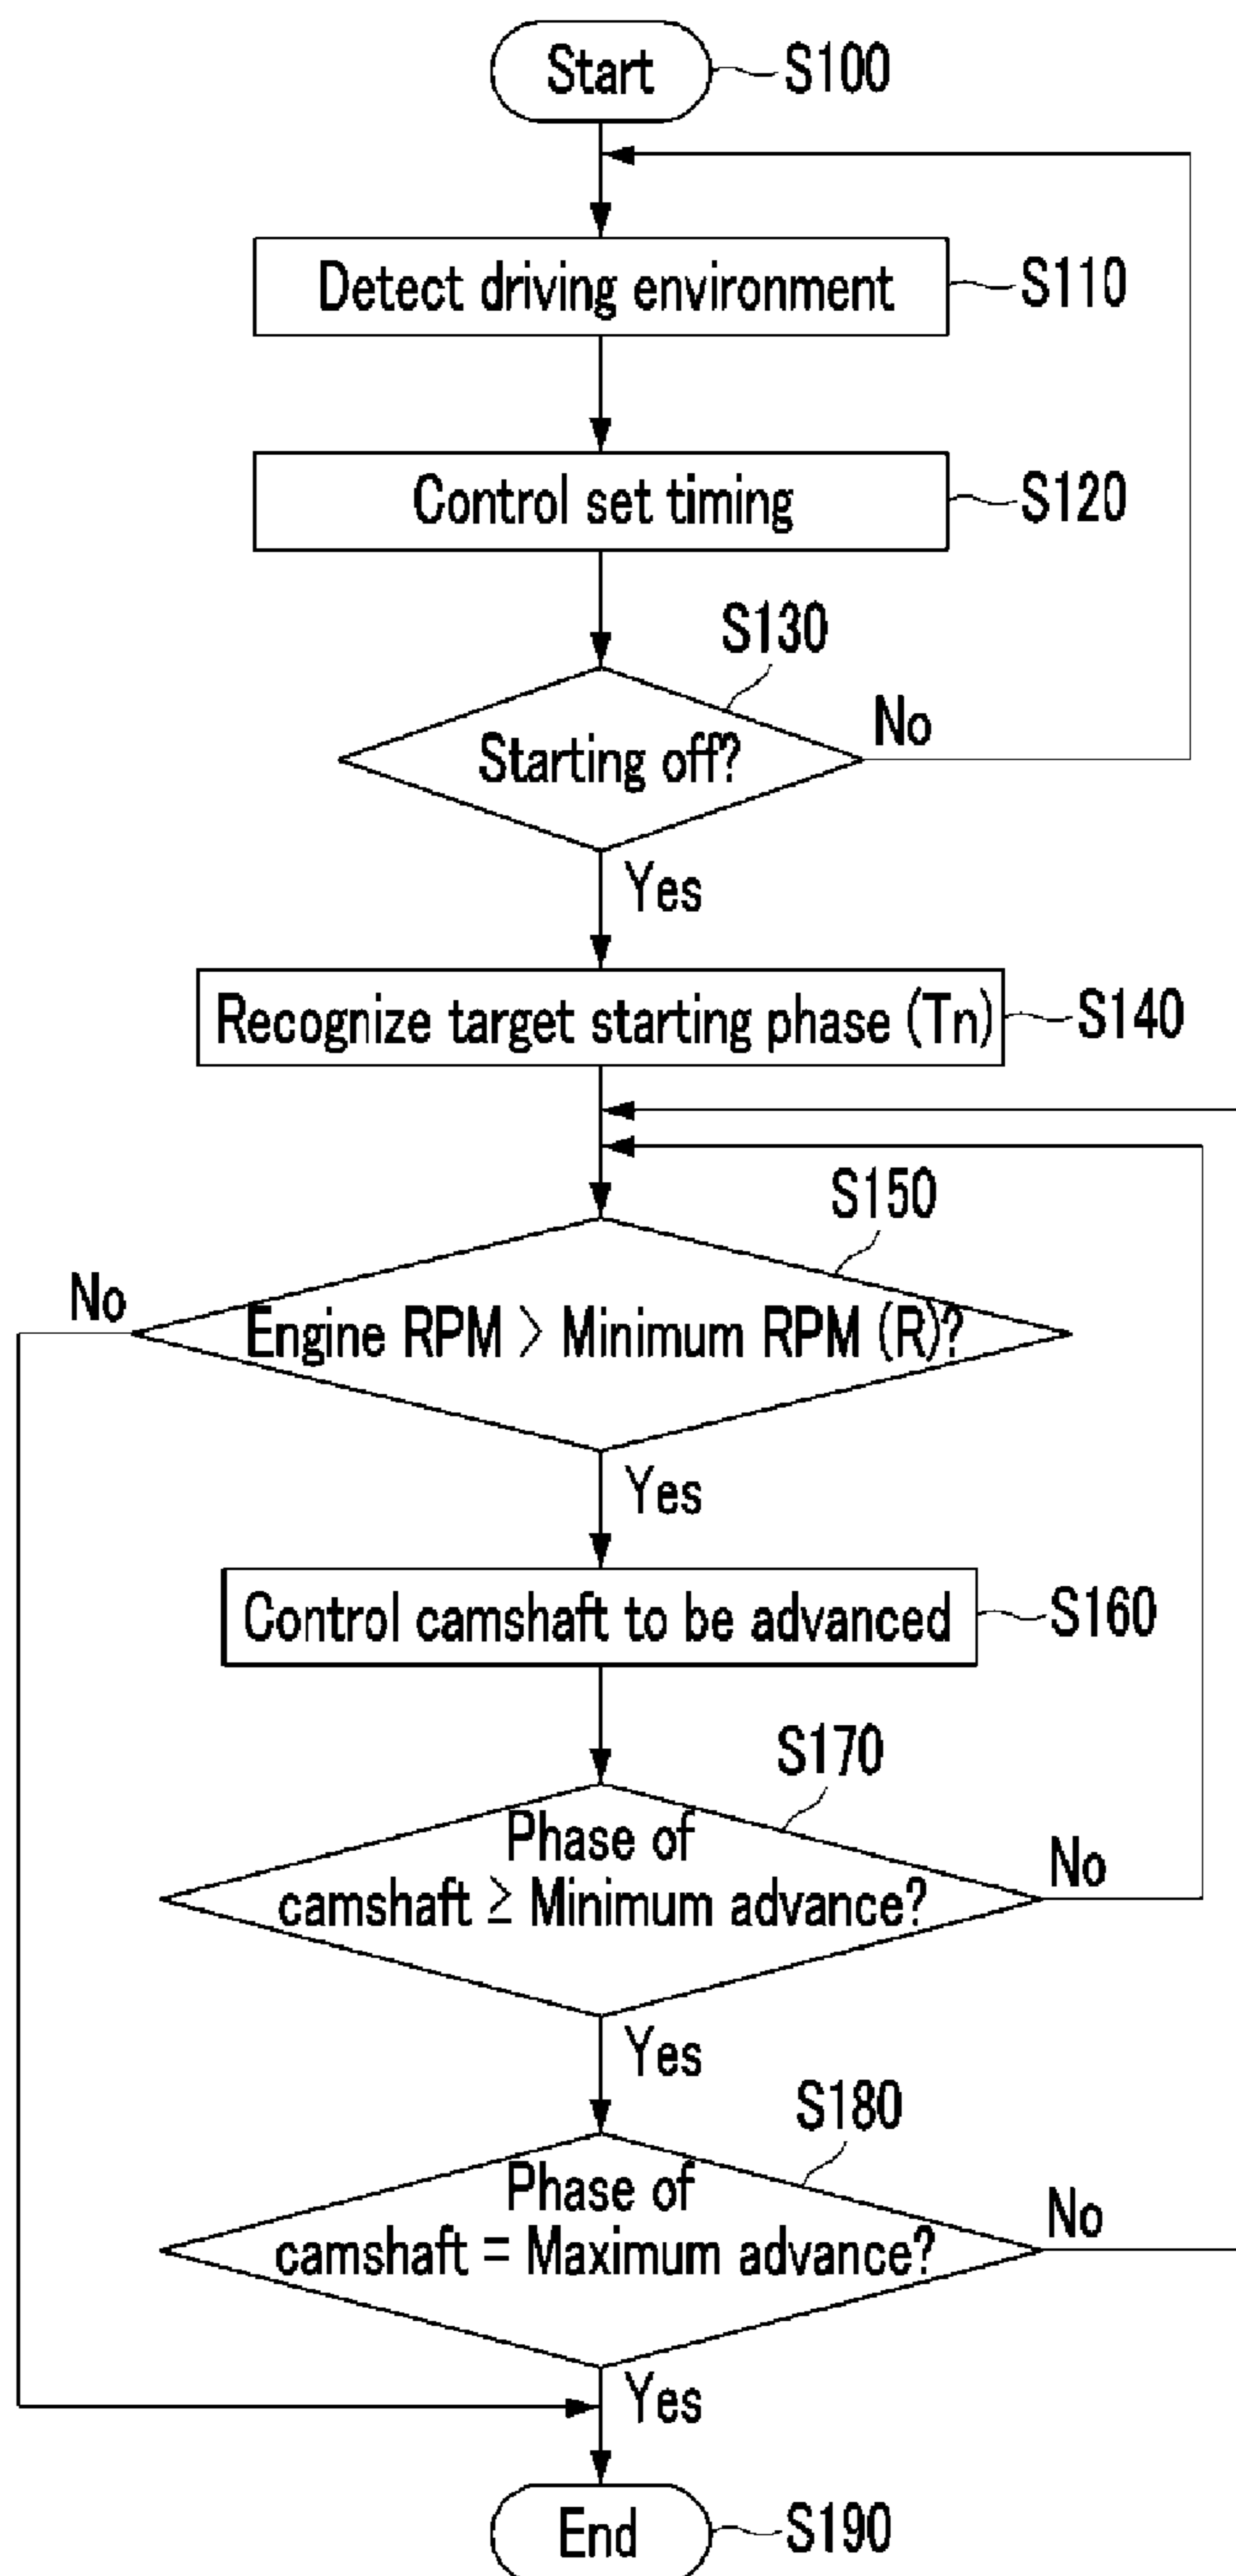 Start
S100
Detect driving environment
S110
Control set timing
S120
S130
Starting off?
No
Yes
Recognize target starting phase (Tn)
S140
S150
No
Engine RPM > Minimum RPM (R)?
Yes
Control camshaft to be advanced
S160
S170
Phase of
camshaft ≥ Minimum advance?
No
Yes
S180
Phase of
camshaft = Maximum advance?
No
Yes
End
S190